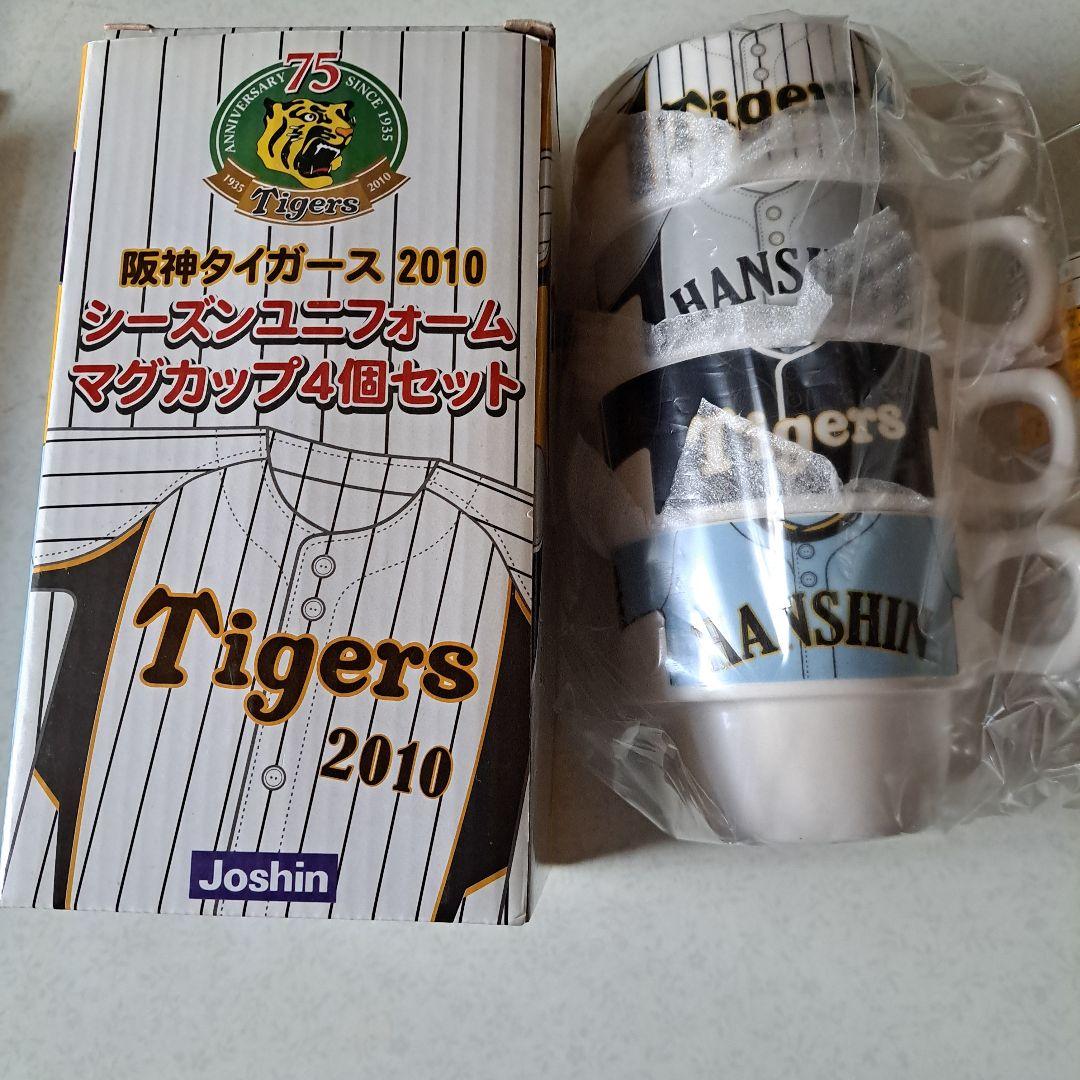 75
ANNIVERSARY SINCE 1935
1935 Tigers 2010
阪神タイガース 2010
シーズンユニフォーム
マグカップ4個セット
Tigers
2010
Joshin
Tigers
HANSHI
Tigers
HANSHIN